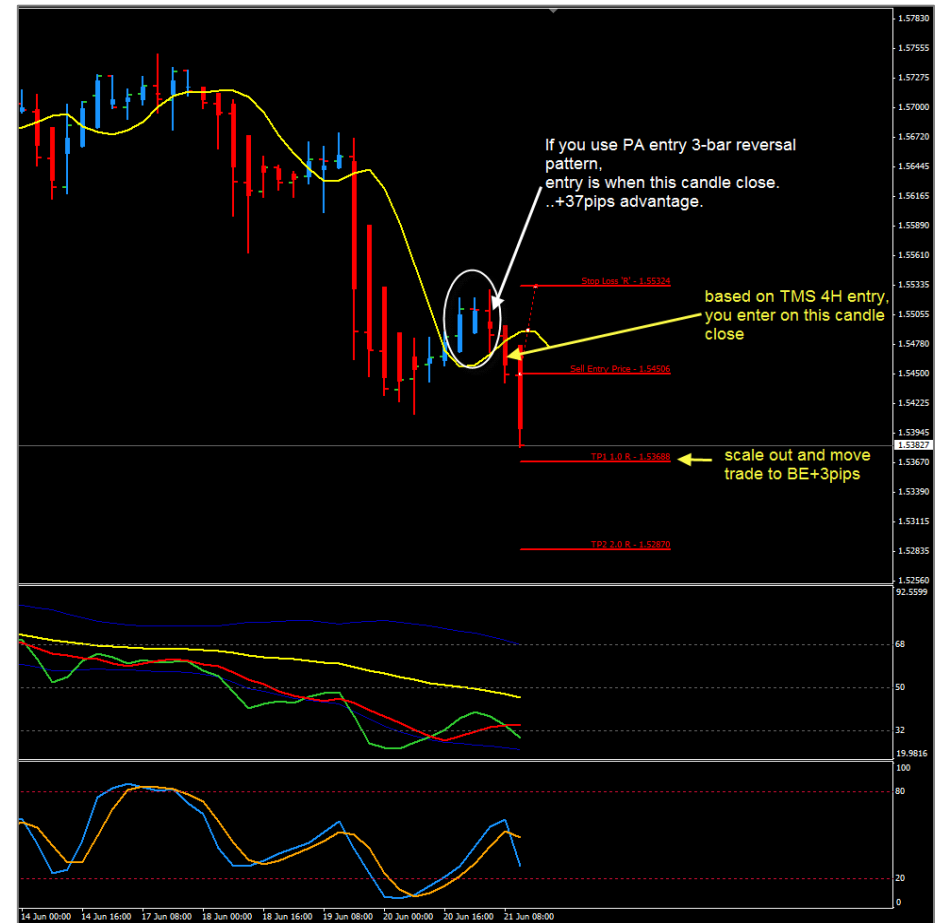 1.57830
1.57555
1.57275
1.57000
1.56720
If you use PA entry 3-bar reversal
pattern,
entry is when this candle close.
..+37pips advantage.
1.56445
1.56165
1.55890
1.55610
Stop Loss 'R' - 1.55324
1.55335
based on TMS 4H entry,
you enter on this candle
close
1.55055
1.54780
Sell Entry Price - 1.54506
1.54500
1.54225
1.53945
1.53827
TP1 1.0 R - 1.53688
scale out and move
trade to BE+3pips
1.53670
1.53390
1.53115
TP2 2.0 R - 1.52870
1.52835
1.52560
92.5599
68
50
32
19.9816
100
80
20
0
14 Jun 00:00 14 Jun 16:00 17 Jun 08:00 18 Jun 00:00 18 Jun 16:00 19 Jun 08:00 20 Jun 00:00 20 Jun 16:00 21 Jun 08:00